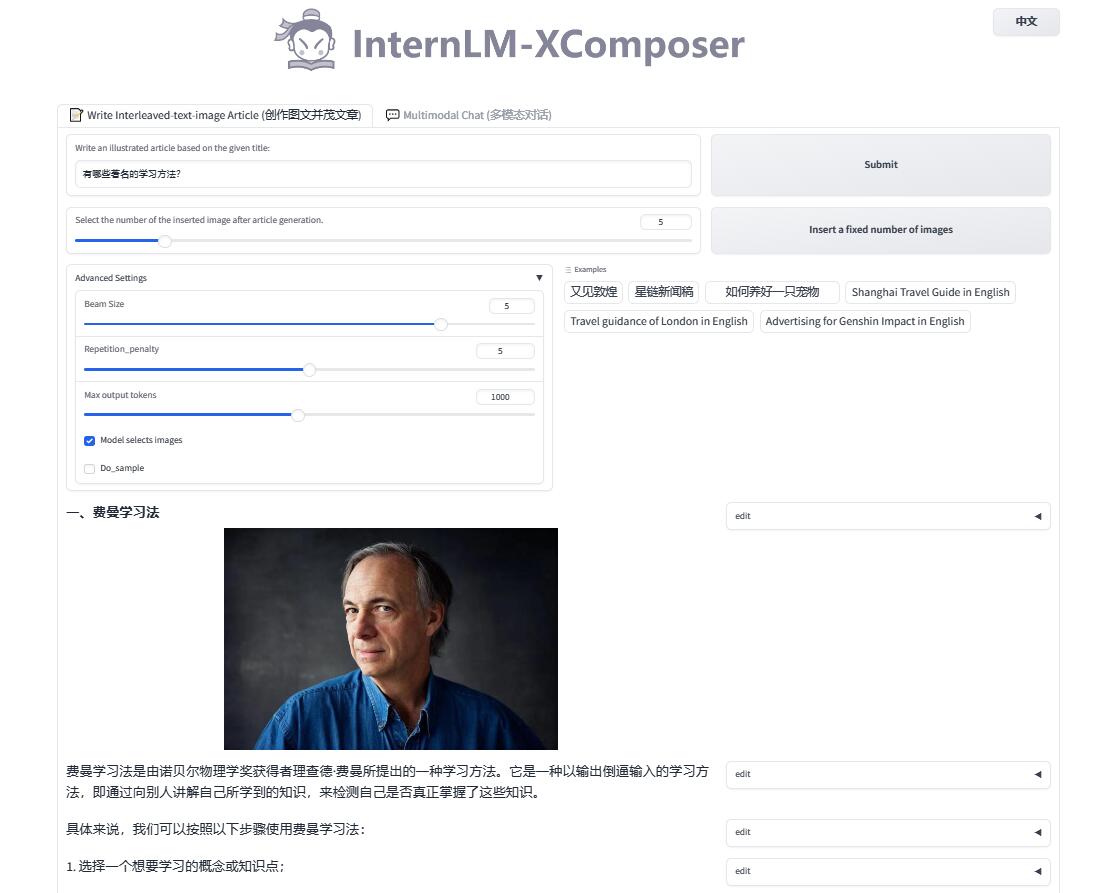 InternLM-XComposer
中文
Write Interleaved-text-image Article (创作图文并茂文章)
Multimodal Chat (多模态对话)
Write an illustrated article based on the given title:
有哪些著名的学习方法?
Submit
Select the number of the inserted image after article generation.
5
Insert a fixed number of images
Advanced Settings
Beam Size
5
Repetition_penalty
5
Max output tokens
1000
Model selects images
Do_sample
Examples
又见敦煌
星链新闻稿
如何养好一只宠物
Shanghai Travel Guide in English
Travel guidance of London in English
Advertising for Genshin Impact in English
一、费曼学习法
edit
费曼学习法是由诺贝尔物理学奖获得者理查德·费曼所提出的一种学习方法。它是一种以输出倒逼输入的学习方
法，即通过向别人讲解自己所学到的知识，来检测自己是否真正掌握了这些知识。
edit
具体来说，我们可以按照以下步骤使用费曼学习法：
edit
1. 选择一个想要学习的概念或知识点；
edit